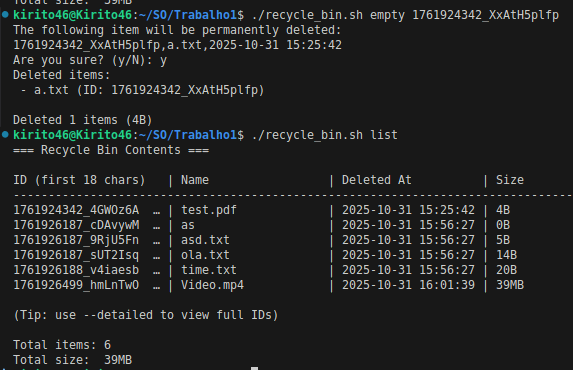 Total size:  39MB
kirito46@Kirito46:~/SO/Trabalho1$ ./recycle_bin.sh empty 1761924342_XxAtH5plfp
The following item will be permanently deleted:
1761924342_XxAtH5plfp,a.txt,2025-10-31 15:25:42
Are you sure? (y/N): y
Deleted items:
 - a.txt (ID: 1761924342_XxAtH5plfp)

Deleted 1 items (4B)
kirito46@Kirito46:~/SO/Trabalho1$ ./recycle_bin.sh list
=== Recycle Bin Contents ===

ID (first 18 chars)   | Name                 | Deleted At          | Size
--------------------------------------------------------------------------------
1761924342_4GWOz6A  … | test.pdf             | 2025-10-31 15:25:42 | 4B
1761926187_cDAvywM  … | as                   | 2025-10-31 15:56:27 | 0B
1761926187_9RjU5Fn  … | asd.txt              | 2025-10-31 15:56:27 | 5B
1761926187_sUT2Isq  … | ola.txt              | 2025-10-31 15:56:27 | 14B
1761926188_v4iaesb  … | time.txt             | 2025-10-31 15:56:27 | 20B
1761926499_hmLnTwO  … | Video.mp4            | 2025-10-31 16:01:39 | 39MB

(Tip: use --detailed to view full IDs)

Total items: 6
Total size:  39MB